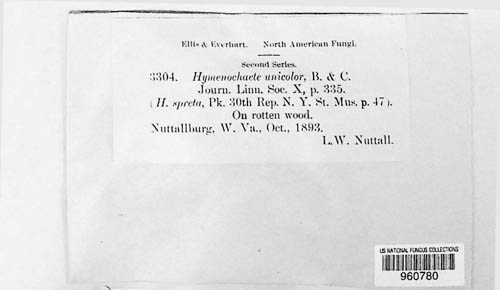 Ellis & Everhart. North American Fungi.
Second Series.
3304. Hymenochaete unicolor, B. & C.
Journ. Linn. Soc. X, p. 335.
(H. spreta, Pk. 30th Rep. N. Y. St. Mus. p. 47).
On rotten wood.
Nuttallburg, W. Va., Oct., 1893.
L. W. Nuttall.
US NATIONAL FUNGUS COLLECTIONS
960780